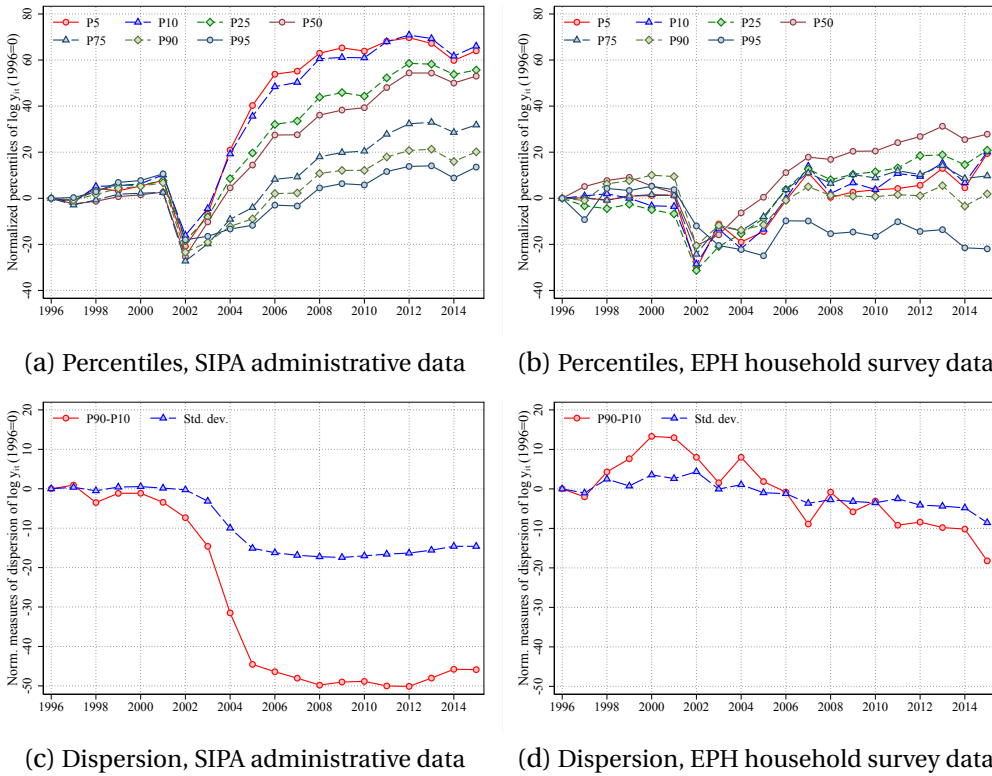 Normalized percentiles of log y_it (1996=0)
80
60
40
20
0
-20
-40
P5 P10 P25 P50
P75 P90 P95
1996 1998 2000 2002 2004 2006 2008 2010 2012 2014
(a) Percentiles, SIPA administrative data
Normalized percentiles of log y_it (1996=0)
80
60
40
20
0
-20
-40
P5 P10 P25 P50
P75 P90 P95
1996 1998 2000 2002 2004 2006 2008 2010 2012 2014
(b) Percentiles, EPH household survey data
Norm. measures of dispersion of log y_it (1996=0)
20
10
0
-10
-20
-30
-40
-50
P90-P10 Std. dev.
1996 1998 2000 2002 2004 2006 2008 2010 2012 2014
(c) Dispersion, SIPA administrative data
Norm. measures of dispersion of log y_it (1996=0)
20
10
0
-10
-20
-30
-40
-50
P90-P10 Std. dev.
1996 1998 2000 2002 2004 2006 2008 2010 2012 2014
(d) Dispersion, EPH household survey data